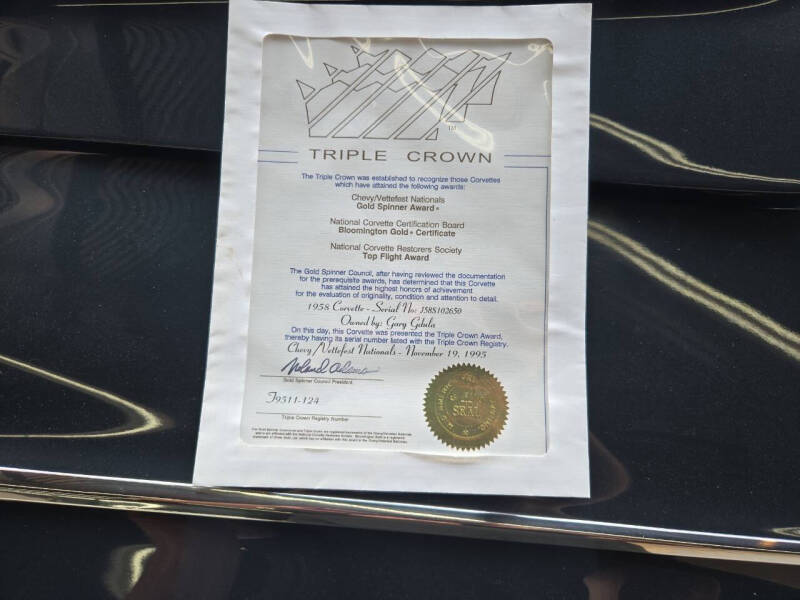 TM
TRIPLE CROWN
The Triple Crown was established to recognize those Corvettes
which have attained the following awards:
Chevy/Vettefest Nationals
Gold Spinner Award
National Corvette Certification Board
Bloomington Gold Certificate
National Corvette Restorers Society
Top Flight Award
The Gold Spinner Council, after having reviewed the documentation
for the prerequisite awards, has determined that this Corvette
has attained the highest honors of achievement
for the evaluation of originality, condition and attention to detail.
1958 Corvette - Serial No: J58S102650
Owned by: Gary Gdula
On this day, this Corvette was presented the Triple Crown Award,
thereby having its serial number listed with the Triple Crown Registry.
Chevy/Vettefest Nationals - November 19, 1995
Gold Spinner Council President
T9511-124
Triple Crown Registry Number
SEAL